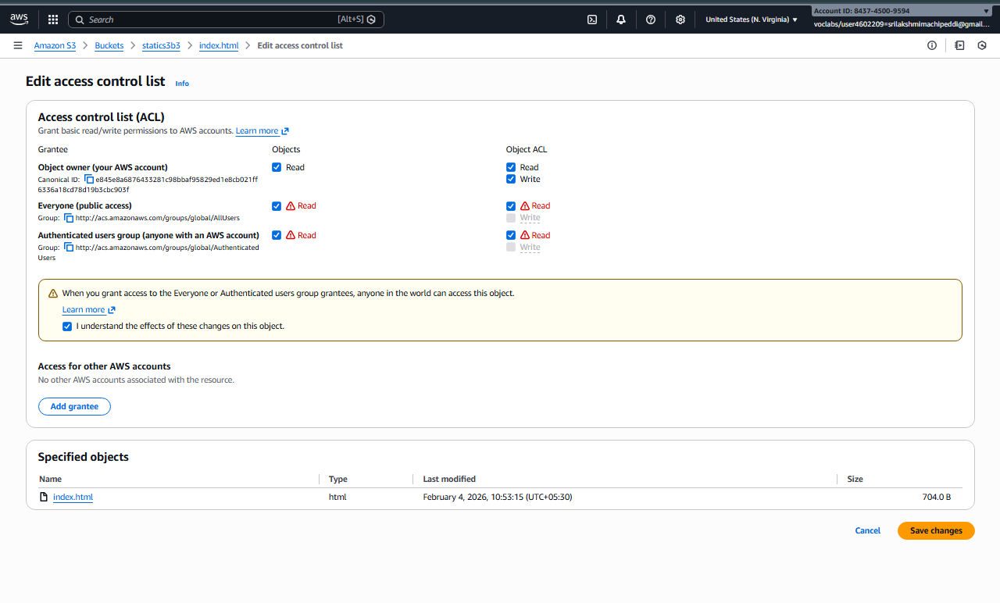 aws
Search [Alt+S]
United States (N. Virginia)
Account ID: 8437-4500-9594
voclabs/user4602209=srilakshmimachipeddi@gmail...
Amazon S3 > Buckets > statics3b3 > index.html > Edit access control list
Edit access control list Info
Access control list (ACL)
Grant basic read/write permissions to AWS accounts. Learn more
Grantee Objects Object ACL
Object owner (your AWS account) Read Read
Canonical ID: e845e8a6876433281c98bbaf95829ed1e8cb021ff Write
6336a18cd78d19b3cbc903f
Everyone (public access) Read Read
Group: http://acs.amazonaws.com/groups/global/AllUsers Write
Authenticated users group (anyone with an AWS account) Read Read
Group: http://acs.amazonaws.com/groups/global/Authenticated Write
Users
When you grant access to the Everyone or Authenticated users group grantees, anyone in the world can access this object.
Learn more
I understand the effects of these changes on this object.
Access for other AWS accounts
No other AWS accounts associated with the resource.
Add grantee
Specified objects
Name Type Last modified Size
index.html html February 4, 2026, 10:53:15 (UTC+05:30) 704.0 B
Cancel Save changes